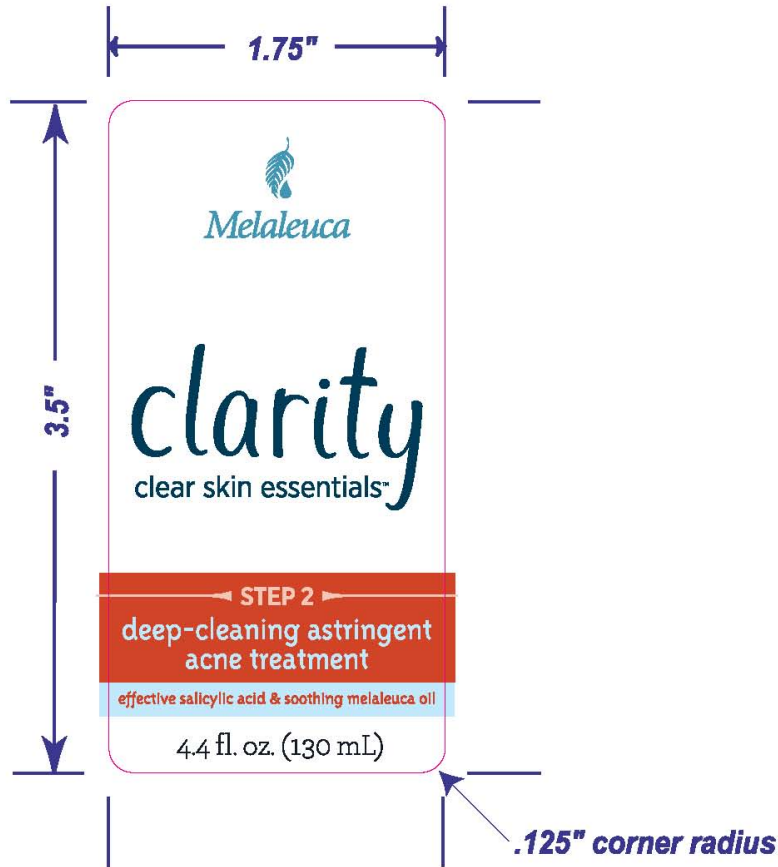 1.75"
3.5"
Melaleuca
clarity
clear skin essentials™
STEP 2
deep-cleaning astringent
acne treatment
effective salicylic acid & soothing melaleuca oil
4.4 fl. oz. (130 mL)
.125" corner radius